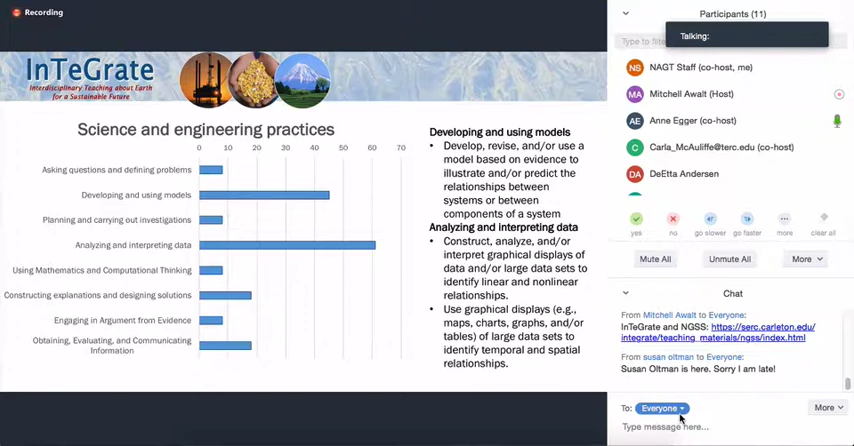 Recording
InTeGrate
Interdisciplinary Teaching about Earth
for a Sustainable Future
Science and engineering practices
0 10 20 30 40 50 60 70
Asking questions and defining problems
Developing and using models
Planning and carrying out investigations
Analyzing and interpreting data
Using Mathematics and Computational Thinking
Constructing explanations and designing solutions
Engaging in Argument from Evidence
Obtaining, Evaluating, and Communicating
Information
Developing and using models
• Develop, revise, and/or use a
model based on evidence to
illustrate and/or predict the
relationships between
systems or between
components of a system
Analyzing and interpreting data
• Construct, analyze, and/or
interpret graphical displays of
data and/or large data sets to
identify linear and nonlinear
relationships.
• Use graphical displays (e.g.,
maps, charts, graphs, and/or
tables) of large data sets to
identify temporal and spatial
relationships.
Participants (11)
Talking:
Type to filte
NS NAGT Staff (co-host, me)
MA Mitchell Awalt (Host)
AE Anne Egger (co-host)
C Carla_McAuliffe@terc.edu (co-host)
DA DeEtta Andersen
yes no go slower go faster more clear all
Mute All Unmute All More
Chat
From Mitchell Awalt to Everyone:
InTeGrate and NGSS: https://serc.carleton.edu/
integrate/teaching_materials/ngss/index.html
From susan oltman to Everyone:
Susan Oltman is here. Sorry I am late!
To: Everyone More
Type message here...